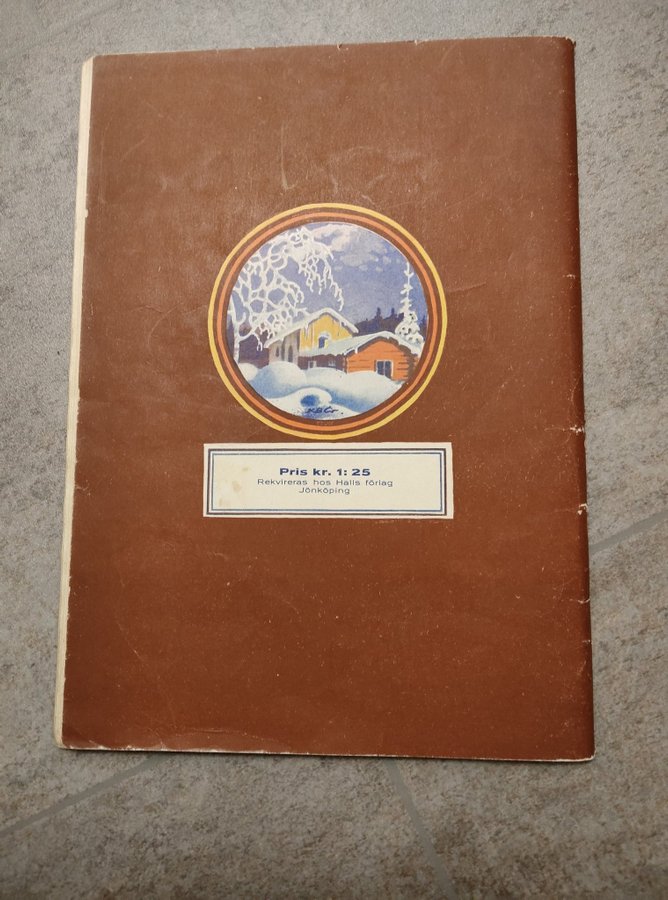 Pris kr. 1: 25
Rekvireras hos Halls förlag
Jönköping